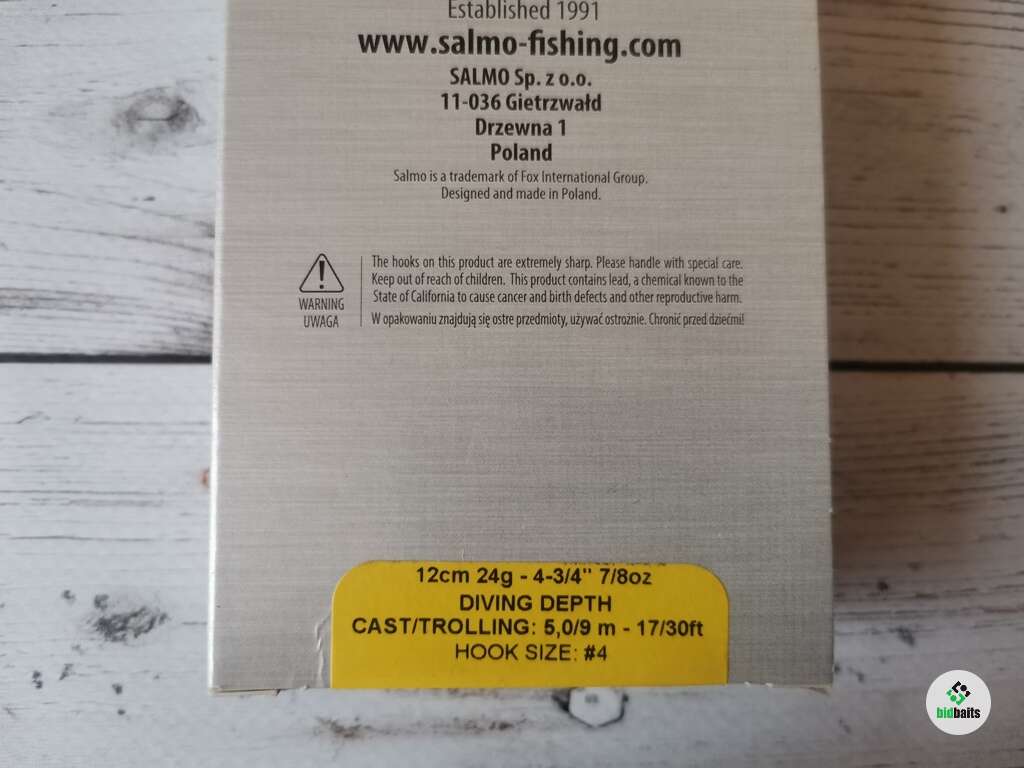 Established 1991
www.salmo-fishing.com
SALMO Sp. z o.o.
11-036 Gietrzwałd
Drzewna 1
Poland
Salmo is a trademark of Fox International Group.
Designed and made in Poland.
WARNING
UWAGA
The hooks on this product are extremely sharp. Please handle with special care.
Keep out of reach of children. This product contains lead, a chemical known to the
State of California to cause cancer and birth defects and other reproductive harm.
W opakowaniu znajdują się ostre przedmioty, używać ostrożnie. Chronić przed dziećmi!
12cm 24g - 4-3/4" 7/8oz
DIVING DEPTH
CAST/TROLLING: 5,0/9 m - 17/30ft
HOOK SIZE: #4
bidbaits